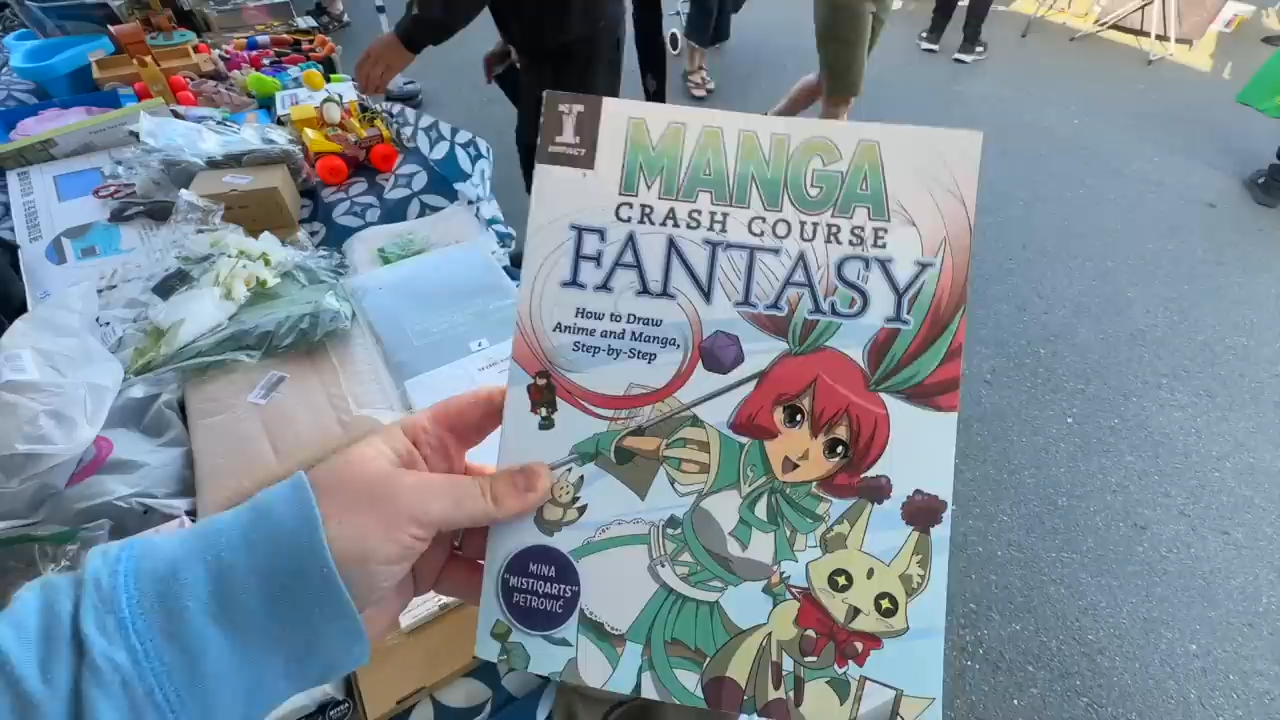 I
IMPACT
MANGA
CRASH COURSE
FANTASY
How to Draw
Anime and Manga,
Step-by-Step
MINA
"MISTIQARTS"
PETROVIĆ